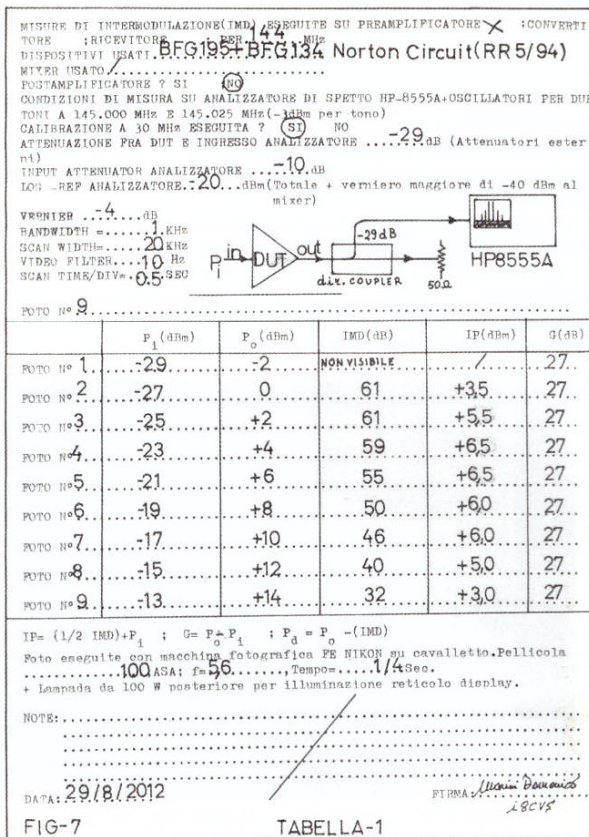 MISURE DI INTERMODULAZIONE(IMD) ESEGUITE SU PREAMPLIFICATORE X :CONVERTI
TORE :RICEVITORE : PER 144 MHz
DISPOSITIVI USATI BFG195+BFG134 Norton Circuit(RR5/94)
MIXER USATO /
POSTAMPLIFICATORE ? SI NO
CONDIZIONI DI MISURA SU ANALIZZATORE DI SPETTO HP-8555A+OSCILLATORI PER DUE
TONI A 145.000 MHz E 145.025 MHz(-3dBm per tono)
CALIBRAZIONE A 30 MHz ESEGUITA ? SI NO
ATTENUAZIONE FRA DUT E INGRESSO ANALIZZATORE ..... -29 dB (Attenuatori ester
ni)
INPUT ATTENUATOR ANALIZZATORE ..... -10 .dB
LOG -REF ANALIZZATORE. -20 ...dBm(Totale + verniero maggiore di -40 dBm al
mixer)
VERNIER ..-4....dB
BANDWIDTH =......1.KHz
SCAN WIDTH=.....20 KHz
VIDEO FILTER....10 Hz
SCAN TIME/DIV= 0.5 SEC
Pi in DUT out -29dB dir. COUPLER 50Ω HP8555A
FOTO N° 9
P i (dBm) P o (dBm) IMD(dB) IP(dBm) G(dB)
FOTO N° 1 -29 -2 NON VISIBILE / 27
FOTO N° 2 -27 0 61 +3,5 27
FOTO N° 3 -25 +2 61 +5,5 27
FOTO N° 4 -23 +4 59 +6,5 27
FOTO N° 5 -21 +6 55 +6,5 27
FOTO N° 6 -19 +8 50 +6,0 27
FOTO N° 7 -17 +10 46 +6,0 27
FOTO N° 8 -15 +12 40 +5,0 27
FOTO N° 9 -13 +14 32 +3,0 27
IP= (1/2 IMD)+P i ; G= P o - P i ; P d = P o -(IMD)
Foto eseguite con macchina fotografica FE NIKON su cavalletto.Pellicola
.........100 ASA; f=5,6.......,Tempo=....1/4 Sec.
+ Lampada da 100 W posteriore per illuminazione reticolo display.
NOTE:
DATA: 29/8/2012 FIRMA: Domenico
i8CVS
FIG-7 TABELLA-1